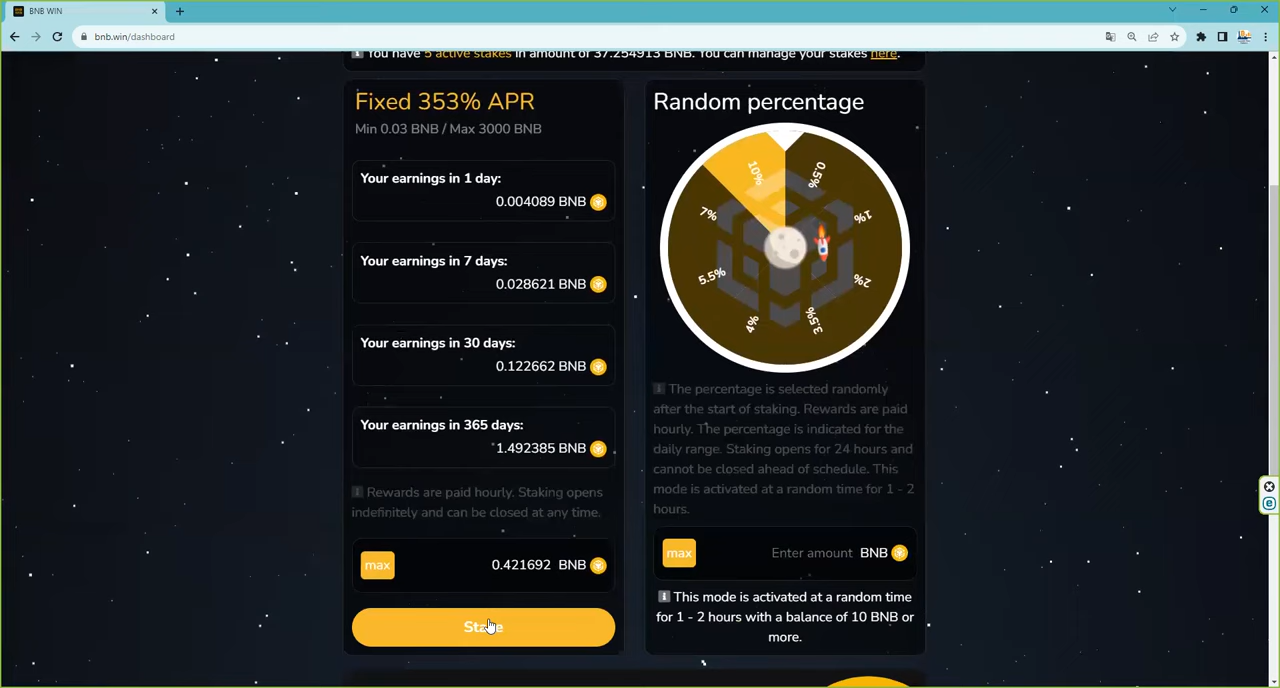 BNB WIN
bnb.win/dashboard
You have 5 active stakes in amount of 37.254913 BNB. You can manage your stakes here.
Fixed 353% APR
Min 0.03 BNB / Max 3000 BNB
Your earnings in 1 day:
0.004089 BNB
Your earnings in 7 days:
0.028621 BNB
Your earnings in 30 days:
0.122662 BNB
Your earnings in 365 days:
1.492385 BNB
Rewards are paid hourly. Staking opens
indefinitely and can be closed at any time.
max
0.421692 BNB
Stake
Random percentage
10%
0.5%
1%
2%
3.5%
4%
5.5%
7%
The percentage is selected randomly
after the start of staking. Rewards are paid
hourly. The percentage is indicated for the
daily range. Staking opens for 24 hours and
cannot be closed ahead of schedule. This
mode is activated at a random time for 1 - 2
hours.
max
Enter amount BNB
This mode is activated at a random time
for 1 - 2 hours with a balance of 10 BNB or
more.